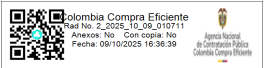 Colombia Compra Eficiente
Rad No. 2_2025_10_09_010711
Anexos: No Con copia: No
Fecha: 09/10/2025 16:36:39
Agencia Nacional
de Contratación Pública
Colombia Compra Eficiente